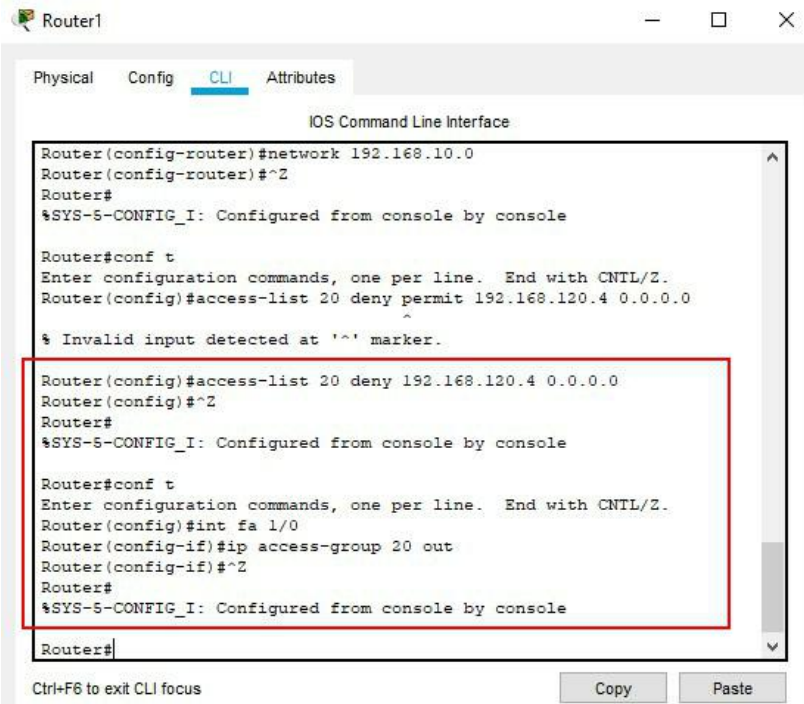 Router1
Physical Config CLI Attributes
IOS Command Line Interface
Router(config-router)#network 192.168.10.0
Router(config-router)#^Z
Router#
%SYS-5-CONFIG_I: Configured from console by console
Router#conf t
Enter configuration commands, one per line. End with CNTL/Z.
Router(config)#access-list 20 deny permit 192.168.120.4 0.0.0.0
^
% Invalid input detected at '^' marker.
Router(config)#access-list 20 deny 192.168.120.4 0.0.0.0
Router(config)#^Z
Router#
%SYS-5-CONFIG_I: Configured from console by console
Router#conf t
Enter configuration commands, one per line. End with CNTL/Z.
Router(config)#int fa 1/0
Router(config-if)#ip access-group 20 out
Router(config-if)#^Z
Router#
%SYS-5-CONFIG_I: Configured from console by console
Router#
Ctrl+F6 to exit CLI focus Copy Paste